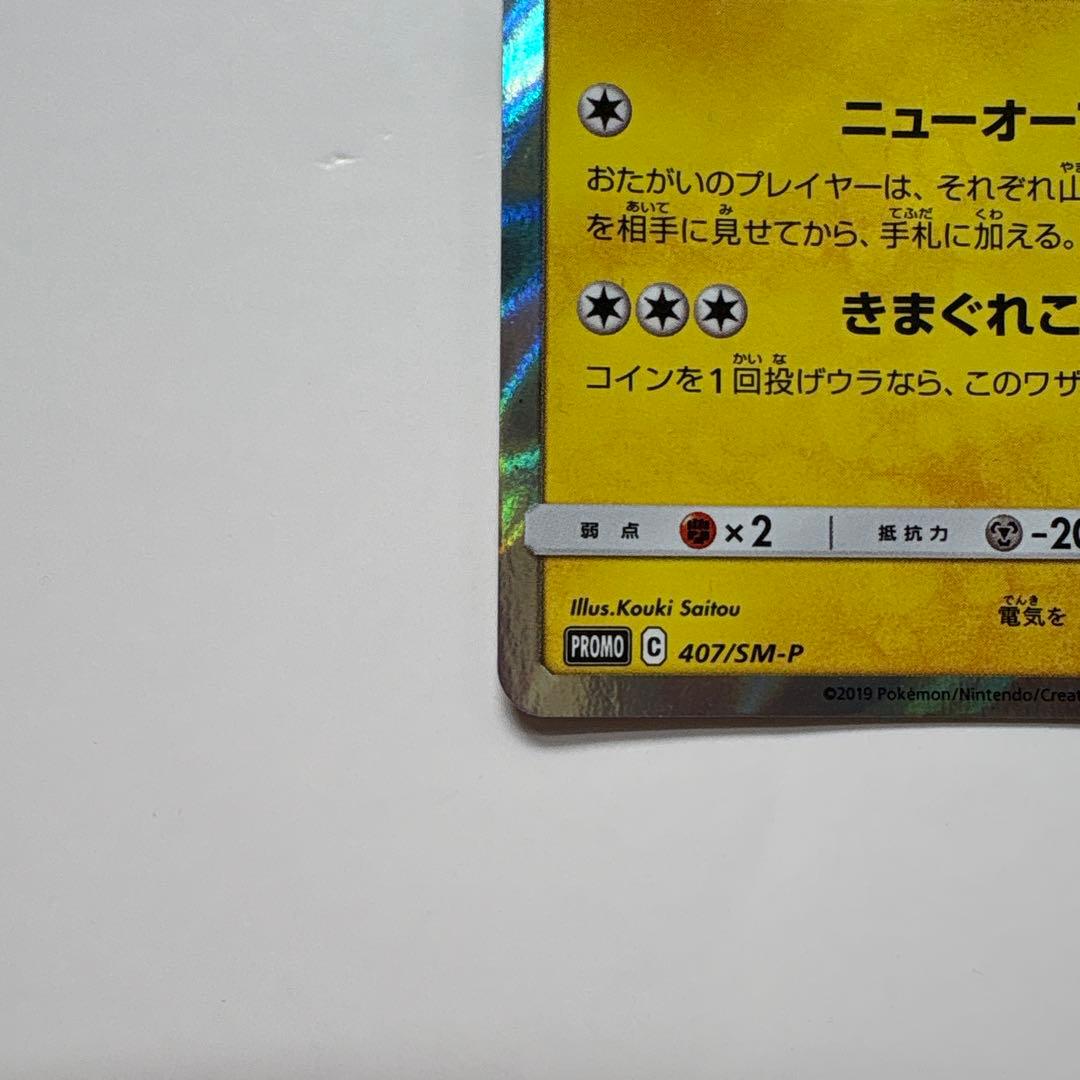 ニューオー
おたがいのプレイヤーは、それぞれ山
を相手に見せてから、手札に加える。
きまぐれこ
コインを1回投げウラなら、このワザ
弱点 ×2 抵抗力 -20
Illus.Kouki Saitou
電気を
PROMO C 407/SM-P
©2019 Pokémon/Nintendo/Creat